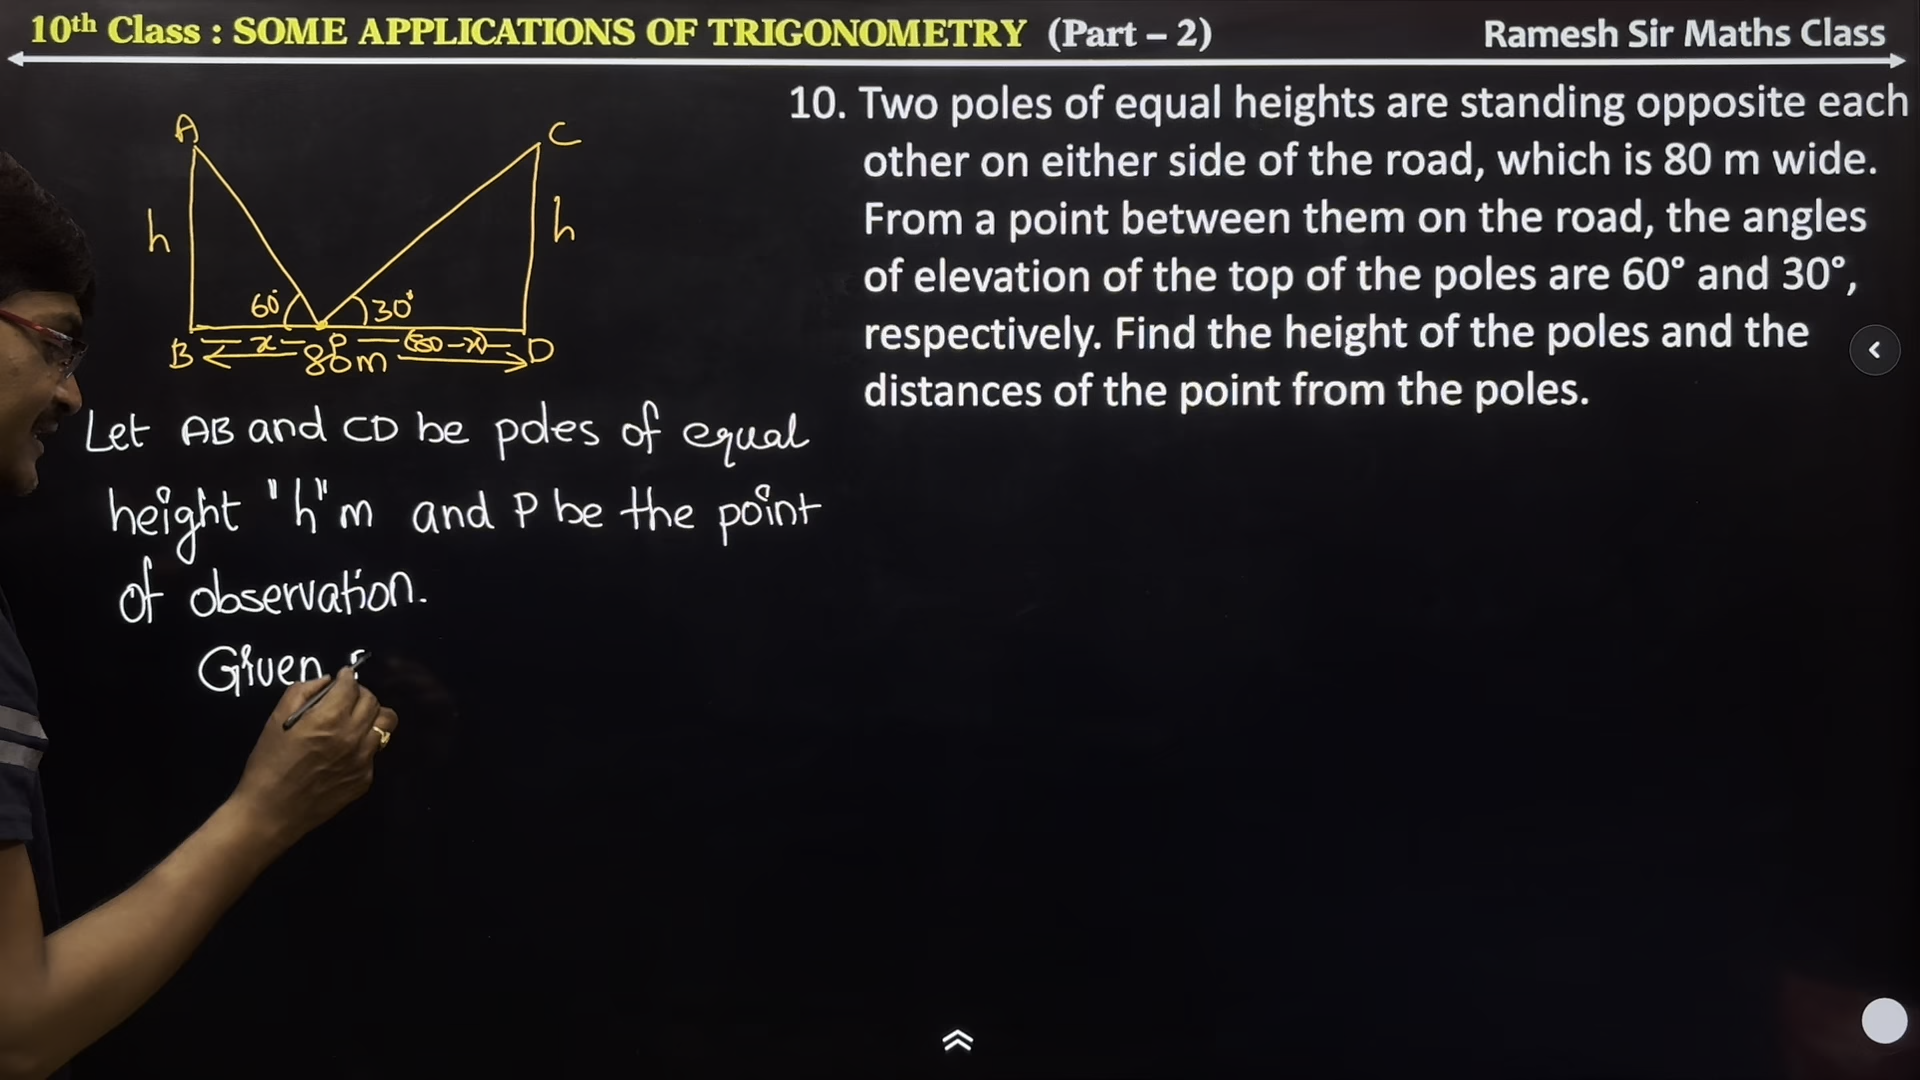 10th Class : SOME APPLICATIONS OF TRIGONOMETRY (Part – 2) Ramesh Sir Maths Class
10. Two poles of equal heights are standing opposite each
other on either side of the road, which is 80 m wide.
From a point between them on the road, the angles
of elevation of the top of the poles are 60° and 30°,
respectively. Find the height of the poles and the
distances of the point from the poles.
A C
h h
60° 30°
B x P (80-x) D
80m
Let AB and CD be poles of equal
height "h" m and P be the point
of observation.
Given